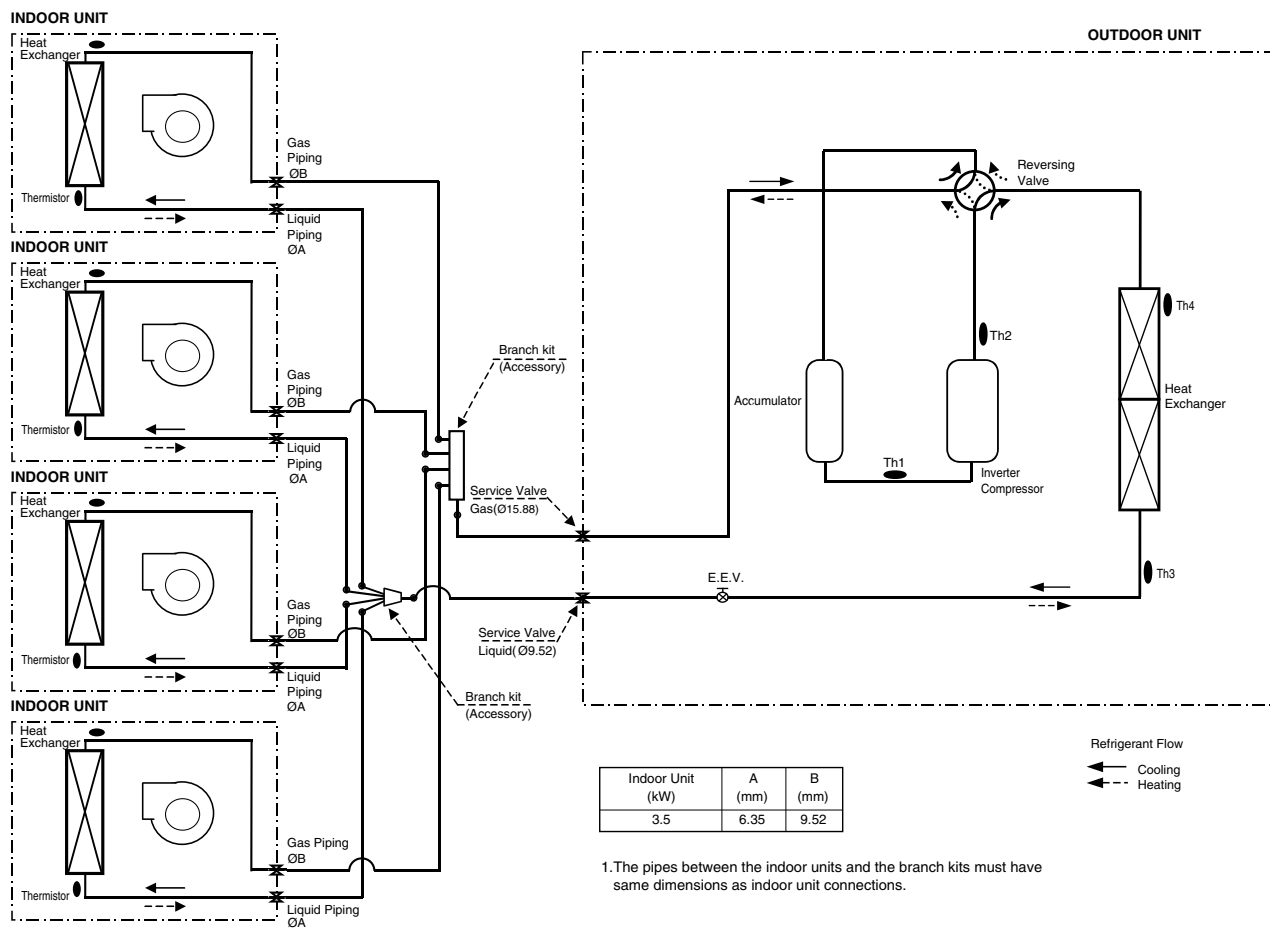 INDOOR UNIT
Heat
Exchanger
Thermistor
Gas
Piping
ØB
Liquid
Piping
ØA
INDOOR UNIT
Heat
Exchanger
Thermistor
Gas
Piping
ØB
Liquid
Piping
ØA
INDOOR UNIT
Heat
Exchanger
Thermistor
Gas
Piping
ØB
Liquid
Piping
ØA
INDOOR UNIT
Heat
Exchanger
Thermistor
Gas Piping
ØB
Liquid Piping
ØA
Branch kit
(Accessory)
Service Valve
Gas(Ø15.88)
Service Valve
Liquid( Ø9.52)
Branch kit
(Accessory)
OUTDOOR UNIT
Reversing
Valve
Th4
Th2
Accumulator
Heat
Exchanger
Th1
Inverter
Compressor
Th3
E.E.V.
Refrigerant Flow
Cooling
Heating
Indoor Unit A B
(kW) (mm) (mm)
3.5 6.35 9.52
1.The pipes between the indoor units and the branch kits must have
same dimensions as indoor unit connections.